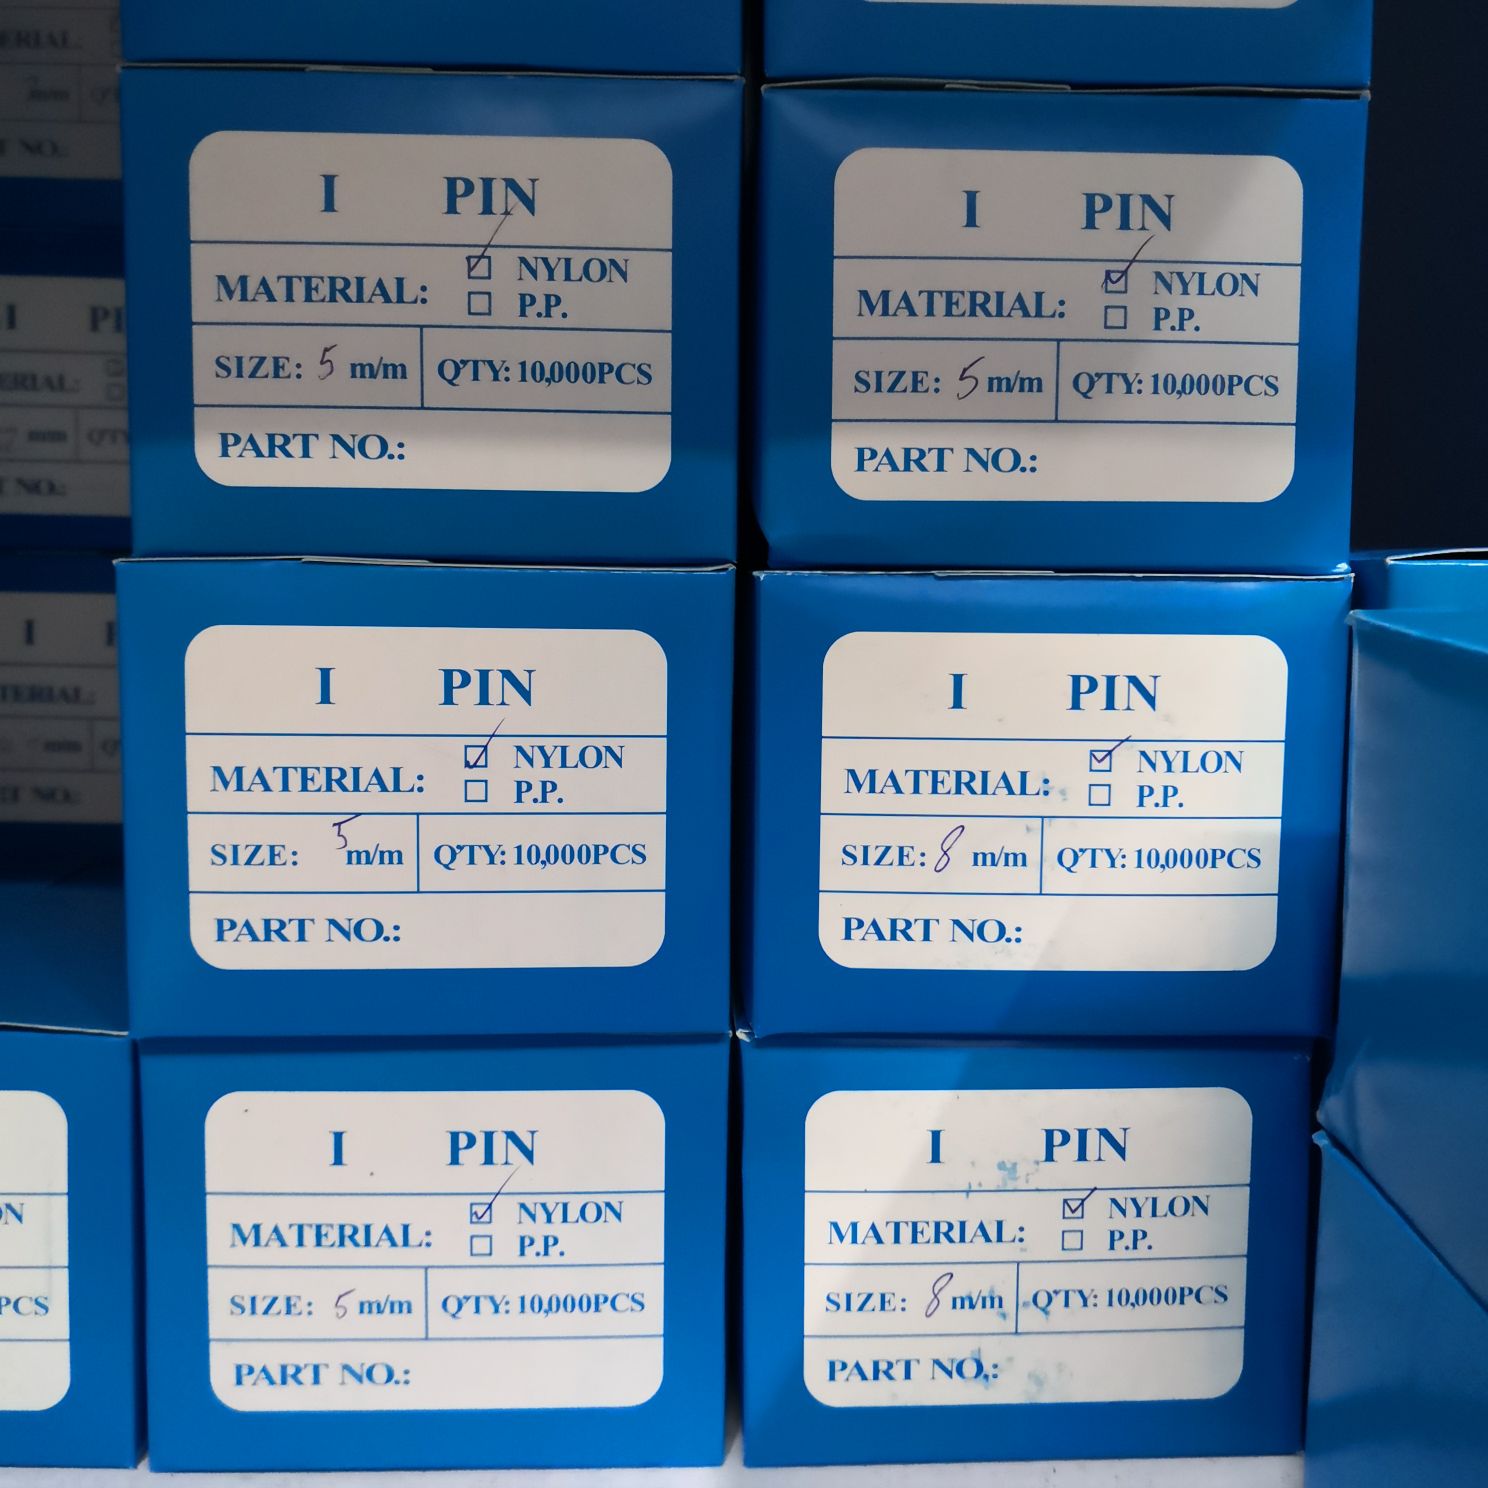 I PIN
MATERIAL: ☑ NYLON
☐ P.P.
SIZE: 5 m/m Q'TY: 10,000PCS
PART NO.:
I PIN
MATERIAL: ☑ NYLON
☐ P.P.
SIZE: 5 m/m Q'TY: 10,000PCS
PART NO.:
I PIN
MATERIAL: ☑ NYLON
☐ P.P.
SIZE: 5 m/m Q'TY: 10,000PCS
PART NO.:
I PIN
MATERIAL: ☑ NYLON
☐ P.P.
SIZE: 8 m/m Q'TY: 10,000PCS
PART NO.:
I PIN
MATERIAL: ☑ NYLON
☐ P.P.
SIZE: 5 m/m Q'TY: 10,000PCS
PART NO.:
I PIN
MATERIAL: ☑ NYLON
☐ P.P.
SIZE: 8 m/m Q'TY: 10,000PCS
PART NO.:
PCS